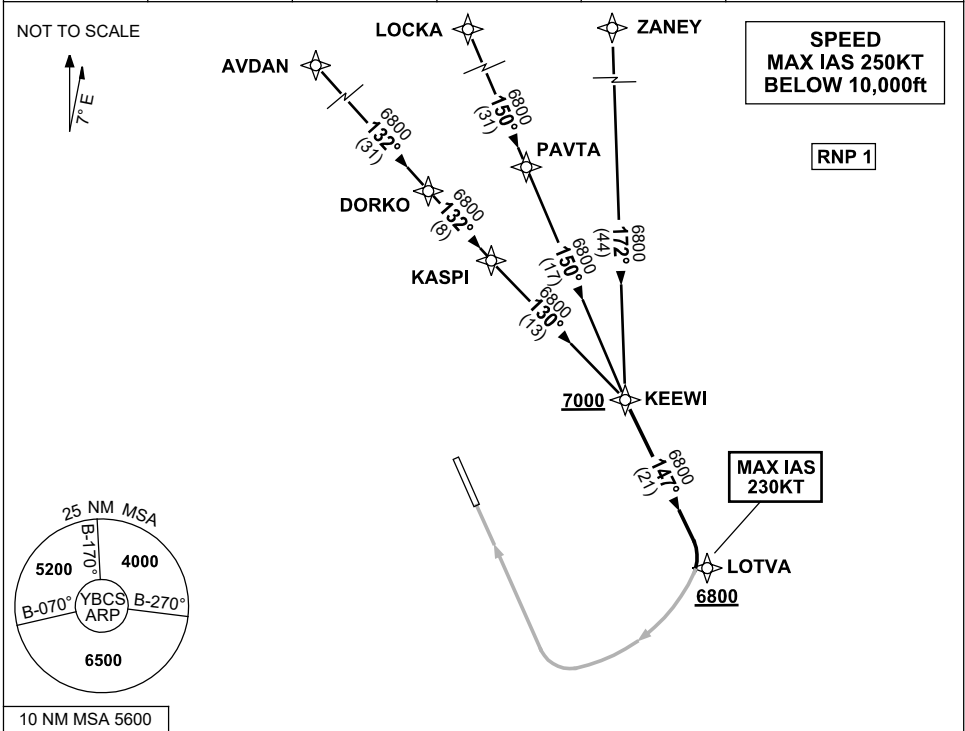 NOT TO SCALE
7° E
AVDAN
LOCKA
ZANEY
SPEED
MAX IAS 250KT
BELOW 10,000ft
RNP 1
6800
132°
(31)
6800
150°
(31)
PAVTA
DORKO
6800
132°
(8)
KASPI
6800
150°
(17)
6800
172°
(44)
6800
130°
(13)
7000
KEEWI
6800
147°
(21)
MAX IAS
230KT
LOTVA
6800
25 NM MSA
B-170°
5200
4000
B-070°
YBCS
ARP
B-270°
6500
10 NM MSA 5600